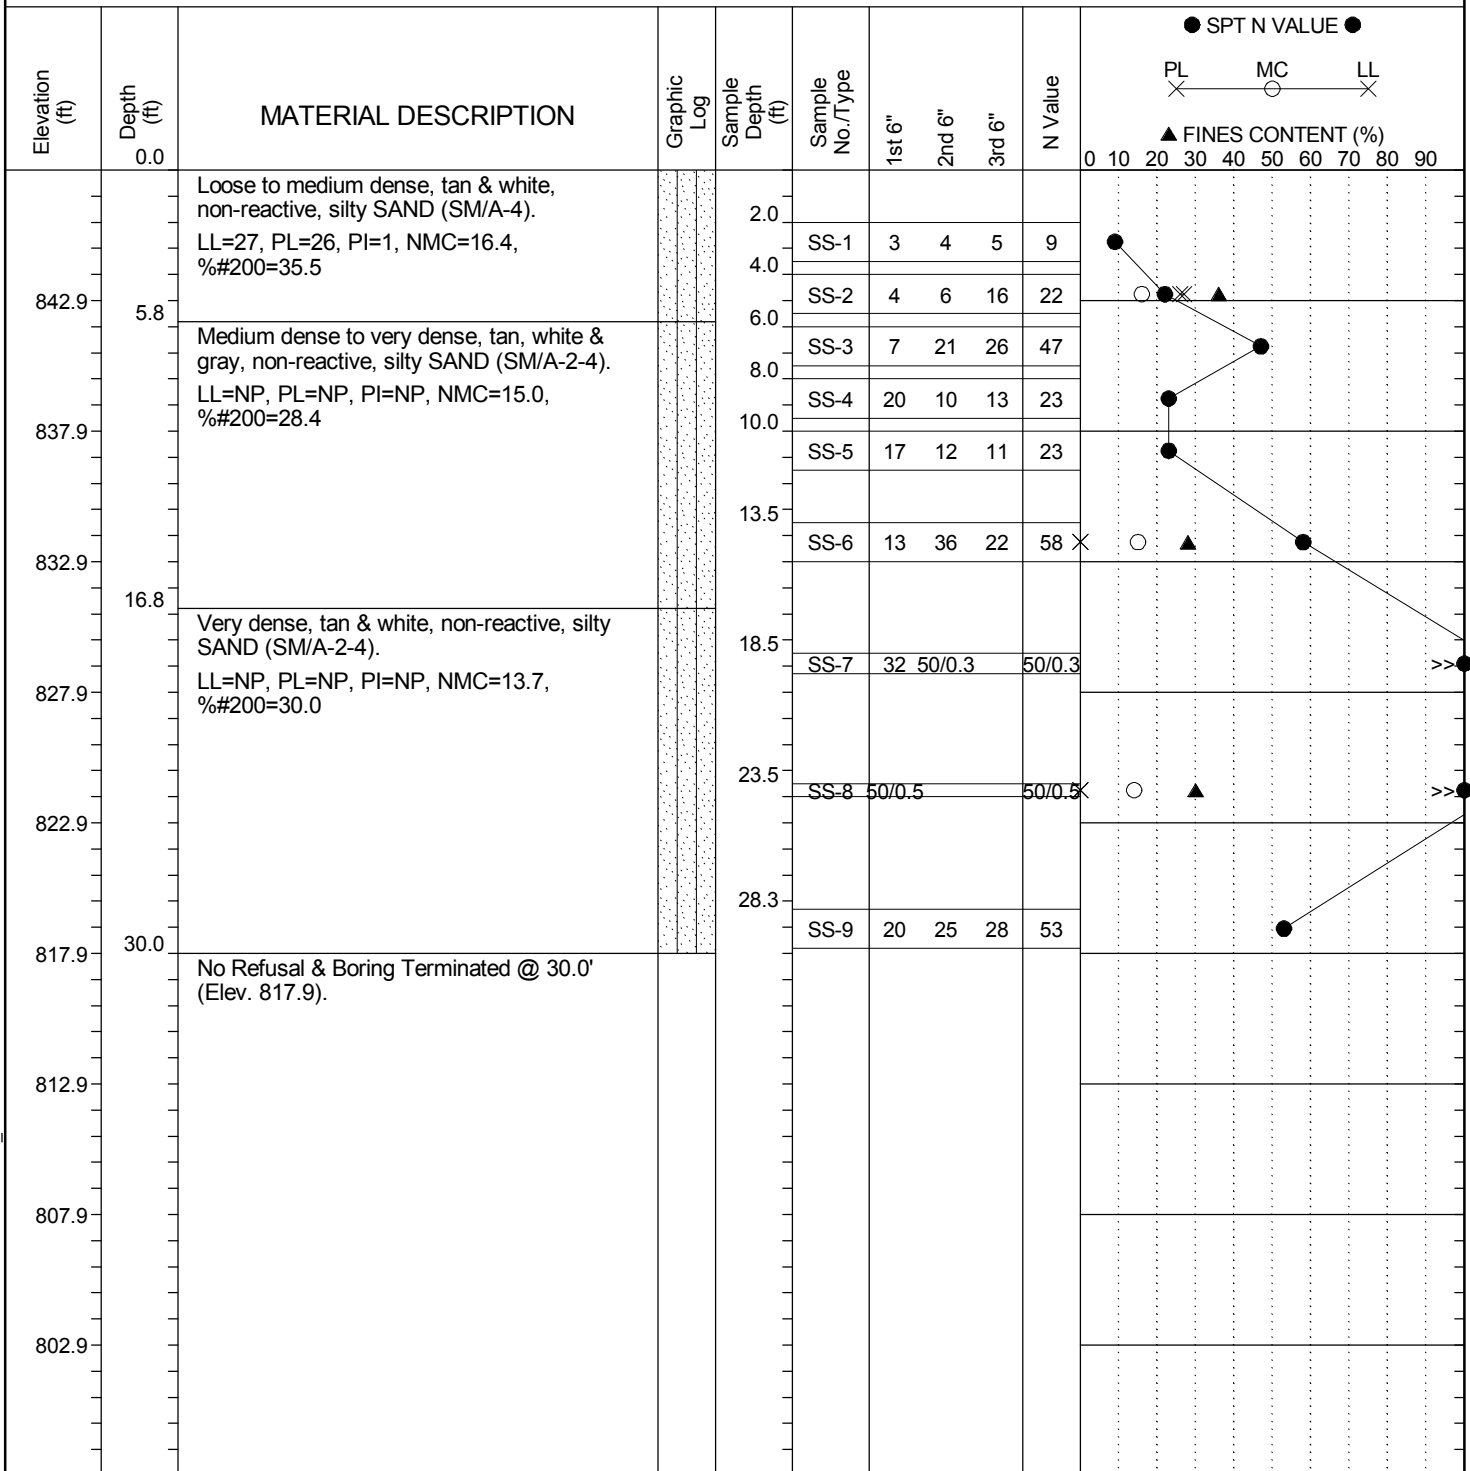 ● SPT N VALUE ●
PL MC LL
▲ FINES CONTENT (%)
Elevation (ft)
Depth (ft)
MATERIAL DESCRIPTION
Graphic Log
Sample Depth (ft)
Sample No./Type
1st 6"
2nd 6"
3rd 6"
N Value
0.0
0 10 20 30 40 50 60 70 80 90
Loose to medium dense, tan & white,
non-reactive, silty SAND (SM/A-4).
2.0
LL=27, PL=26, PI=1, NMC=16.4,
%#200=35.5
SS-1 3 4 5 9
4.0
842.9
SS-2 4 6 16 22
5.8
6.0
Medium dense to very dense, tan, white &
gray, non-reactive, silty SAND (SM/A-2-4).
SS-3 7 21 26 47
8.0
LL=NP, PL=NP, PI=NP, NMC=15.0,
%#200=28.4
SS-4 20 10 13 23
10.0
837.9
SS-5 17 12 11 23
13.5
SS-6 13 36 22 58
832.9
16.8
Very dense, tan & white, non-reactive, silty
SAND (SM/A-2-4).
18.5
SS-7 32 50/0.3 50/0.3 >>
LL=NP, PL=NP, PI=NP, NMC=13.7,
%#200=30.0
827.9
23.5
SS-8 50/0.5 50/0.5 >>
822.9
28.3
SS-9 20 25 28 53
30.0
817.9
No Refusal & Boring Terminated @ 30.0'
(Elev. 817.9).
812.9
807.9
802.9